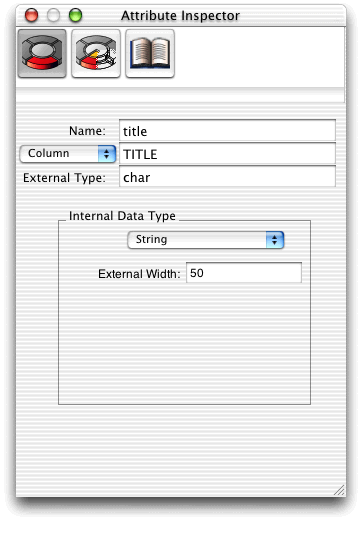 Attribute Inspector
Name: title
Column TITLE
External Type: char
Internal Data Type
String
External Width: 50